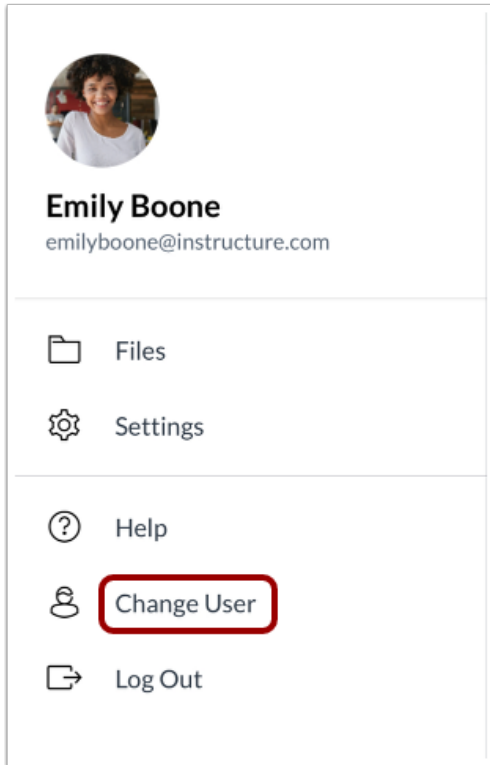 Emily Boone
emilyboone@instructure.com
Files
Settings
Help
Change User
Log Out